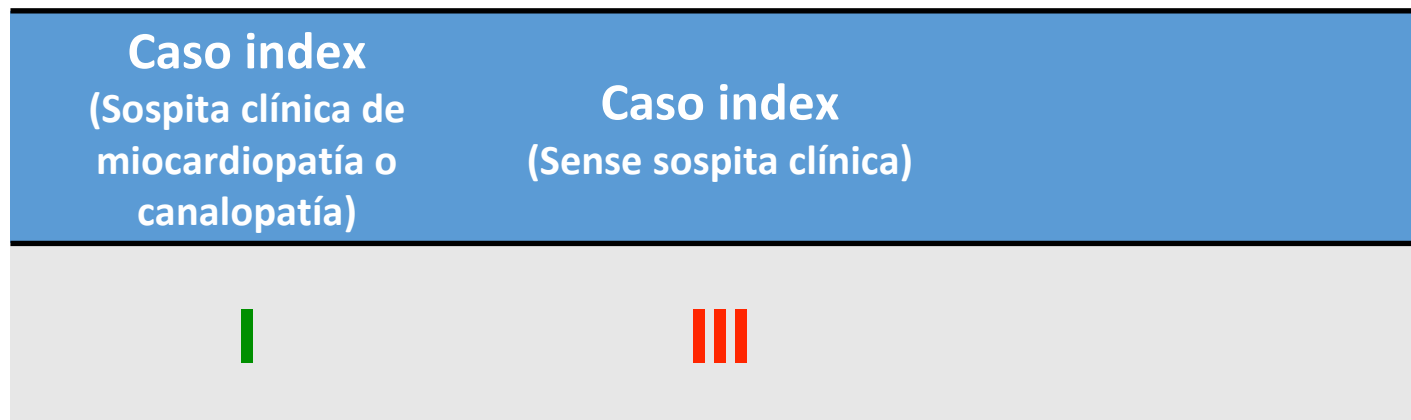 Caso index
(Sospita clínica de
miocardiopatía o
canalopatía)
Caso index
(Sense sospita clínica)
I
III